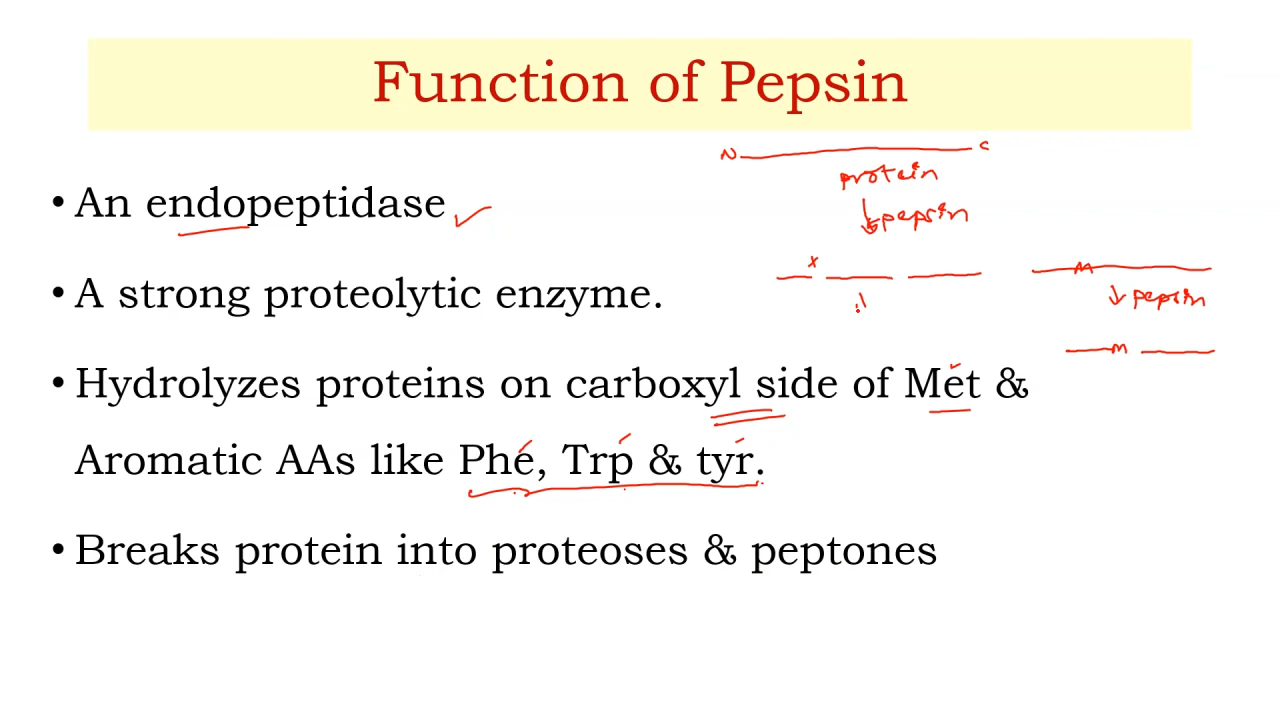 Function of Pepsin
N C
protein
• An endopeptidase
pepsin
x
M
• A strong proteolytic enzyme.
pepsin
M
• Hydrolyzes proteins on carboxyl side of Met &
Aromatic AAs like Phe, Trp & tyr.
• Breaks protein into proteoses & peptones